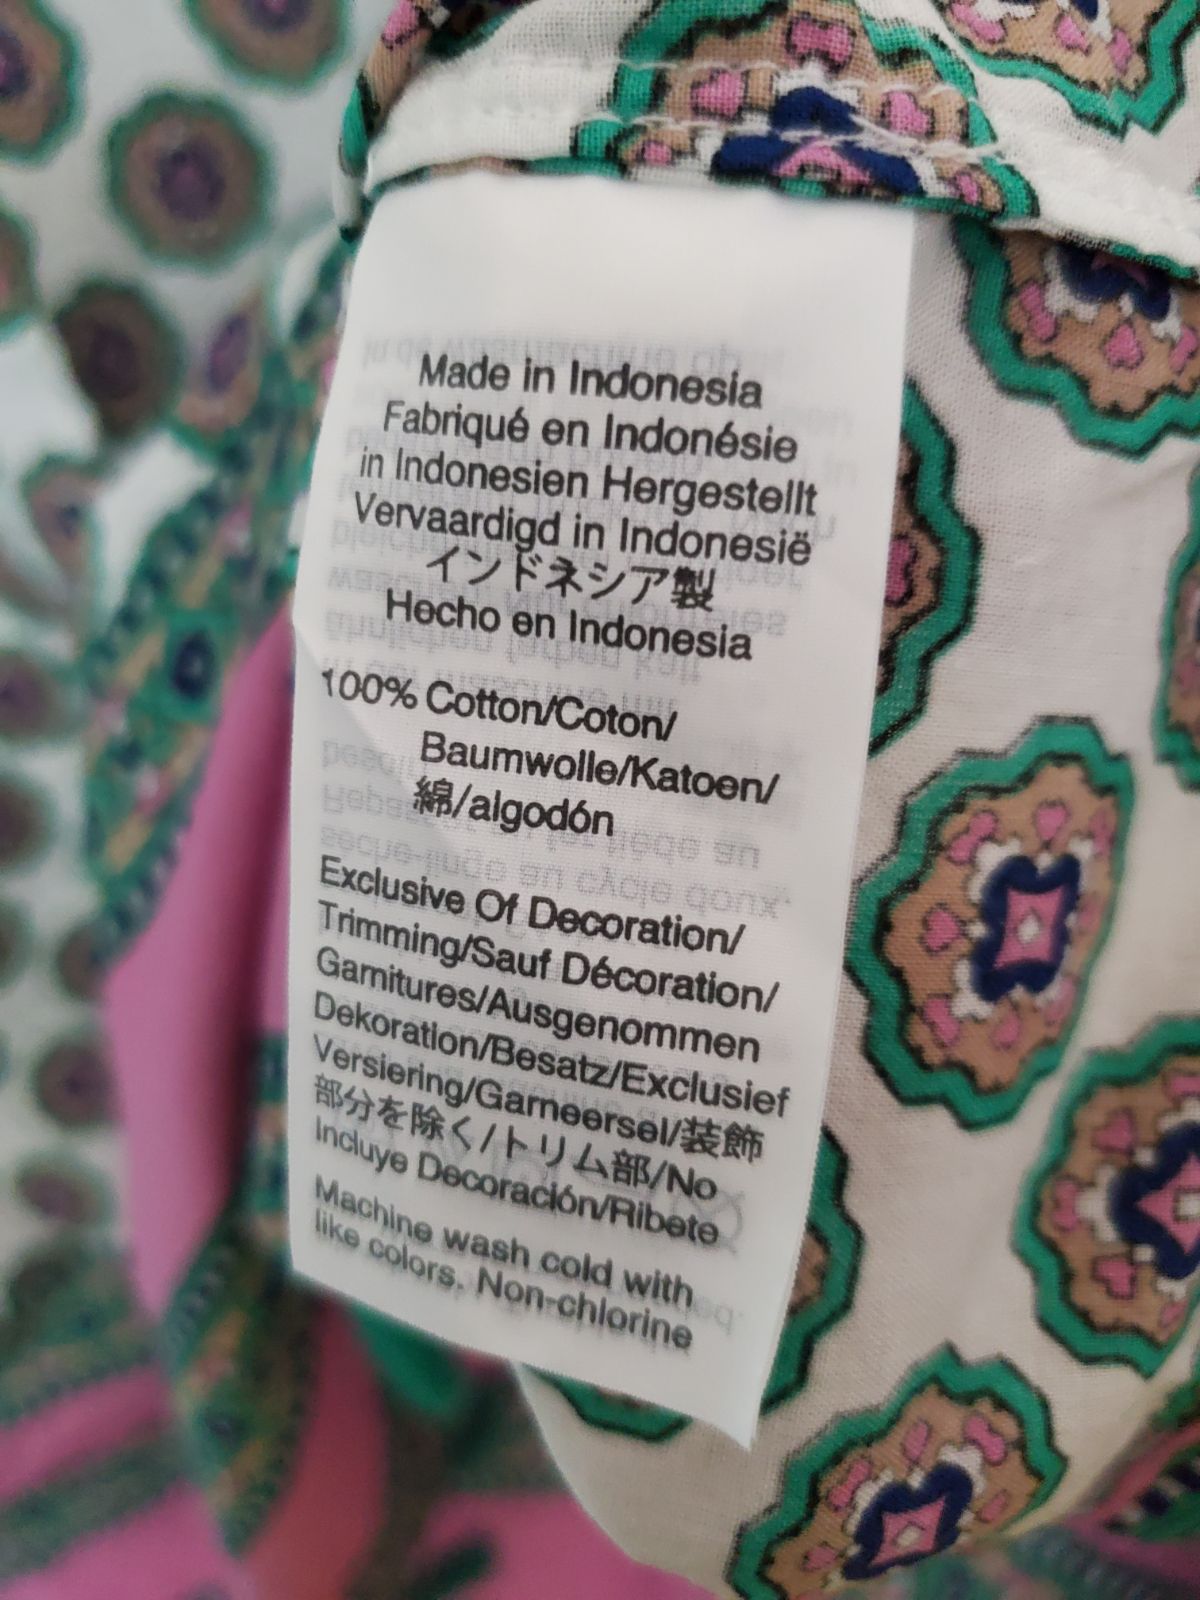 Made in Indonesia
Fabriqué en Indonésie
in Indonesien Hergestellt
Vervaardigd in Indonesië
インドネシア製
Hecho en Indonesia
100% Cotton/Coton/
Baumwolle/Katoen/
綿/algodón
Exclusive Of Decoration/
Trimming/Sauf Décoration/
Garnitures/Ausgenommen
Dekoration/Besatz/Exclusief
Versiering/Garneersel/装飾
部分を除く/トリム部/No
Incluye Decoración/Ribete
Machine wash cold with
like colors. Non-chlorine